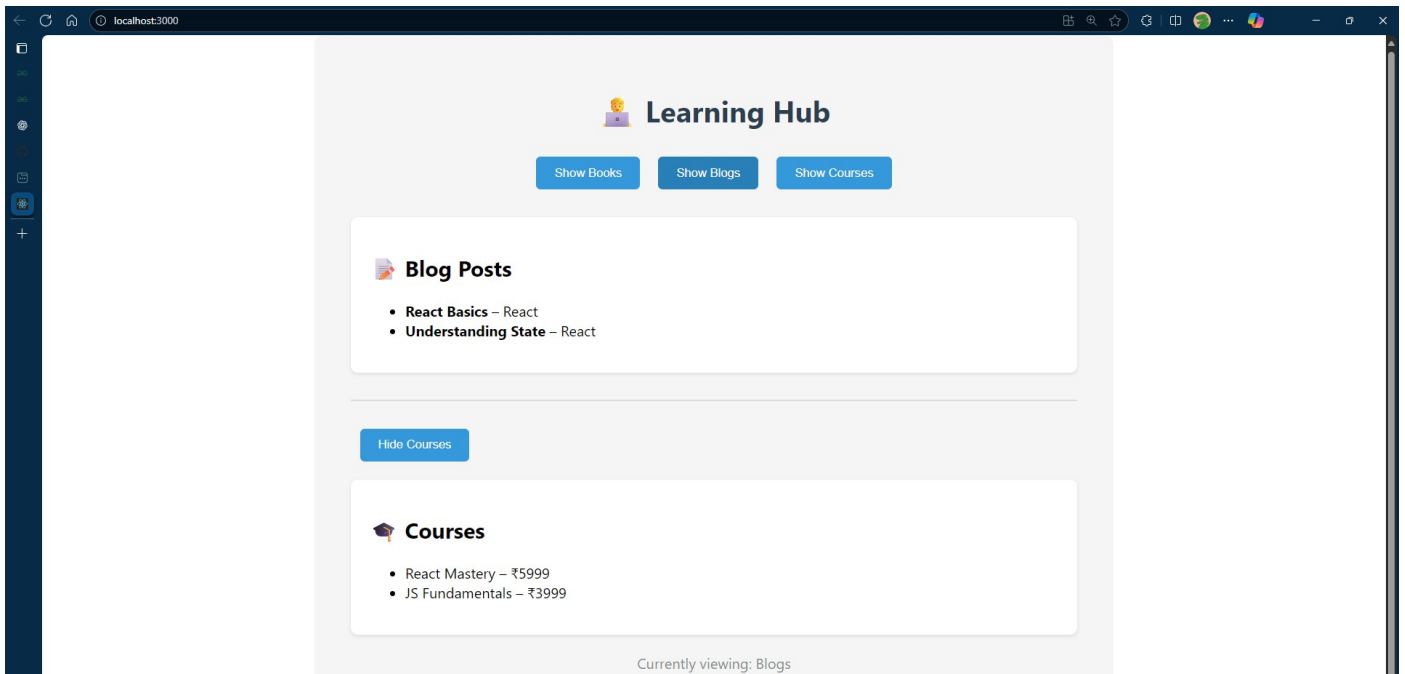 localhost:3000
Learning Hub
Show Books
Show Blogs
Show Courses
Blog Posts
• React Basics – React
• Understanding State – React
Hide Courses
Courses
• React Mastery – ₹5999
• JS Fundamentals – ₹3999
Currently viewing: Blogs